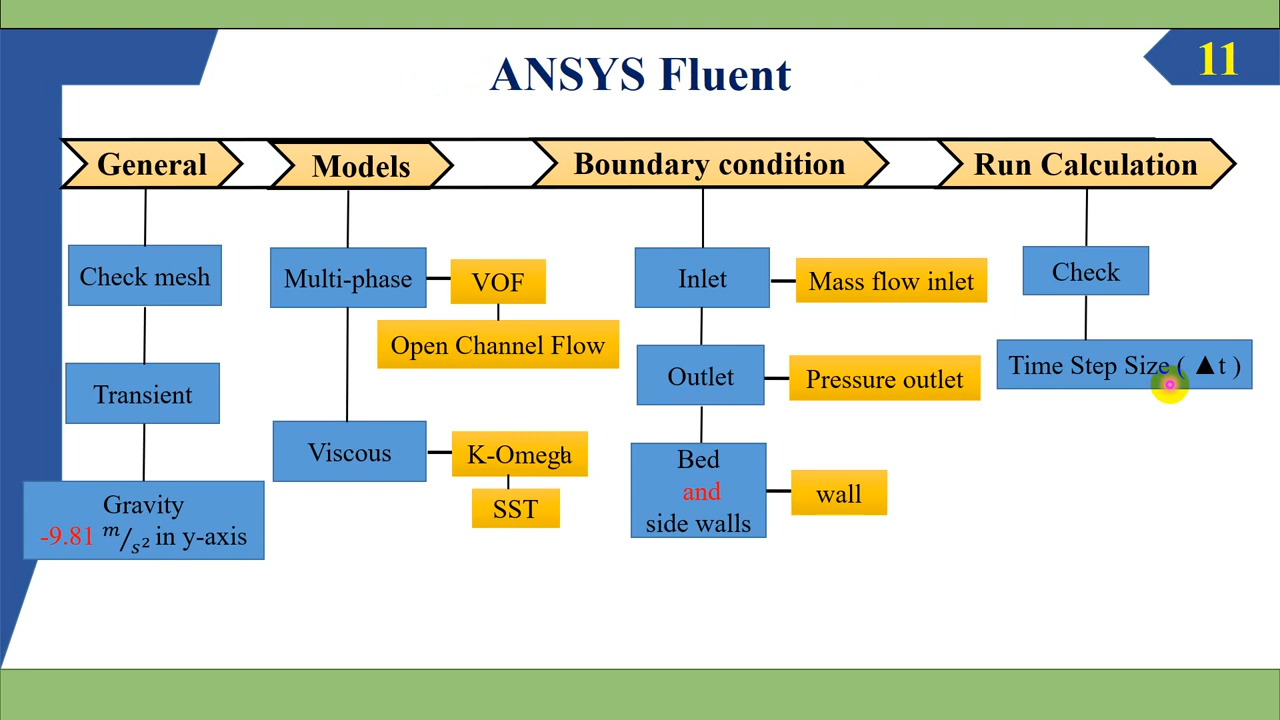 11
ANSYS Fluent
General
Check mesh
Transient
Gravity
-9.81 m/s² in y-axis
Models
Multi-phase
VOF
Open Channel Flow
Viscous
K-Omega
SST
Boundary condition
Inlet
Mass flow inlet
Outlet
Pressure outlet
Bed
and
side walls
wall
Run Calculation
Check
Time Step Size ( ▲t )